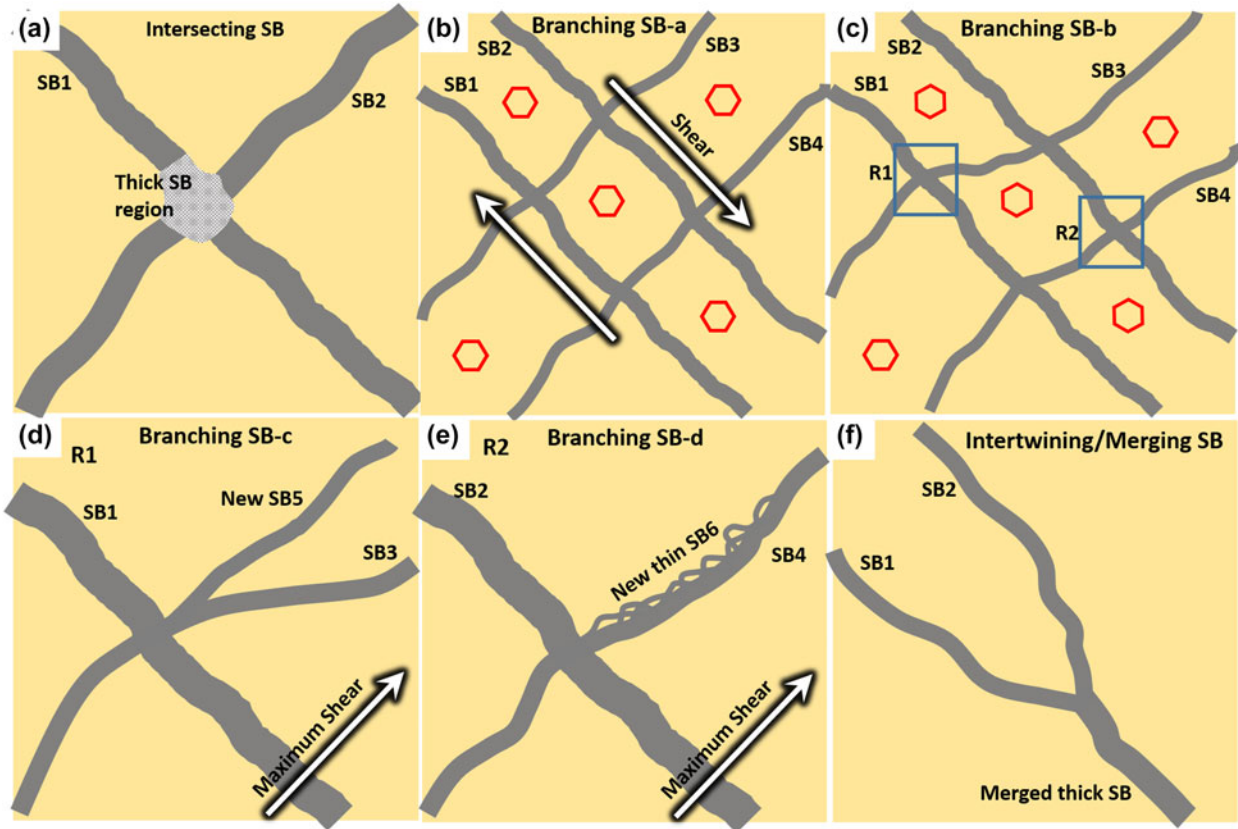 (a) Intersecting SB
SB1
SB2
Thick SB
region
(b) Branching SB-a
SB2
SB3
SB1
Shear
SB4
(c) Branching SB-b
SB2
SB3
SB1
R1
SB4
R2
(d) Branching SB-c
R1
New SB5
SB1
SB3
Maximum Shear
(e) Branching SB-d
R2
SB2
New thin SB6
SB4
Maximum Shear
(f) Intertwining/Merging SB
SB2
SB1
Merged thick SB